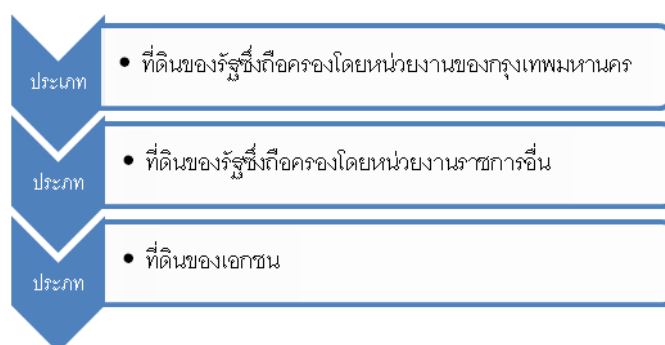 ประเภท
• ที่ดินของรัฐซึ่งถือครองโดยหน่วยงานของกรุงเทพมหานคร
ประภท
• ที่ดินของรัฐซึ่งถือครองโดยหน่วยงานราชการอื่น
ประภท
• ที่ดินของเอกชน